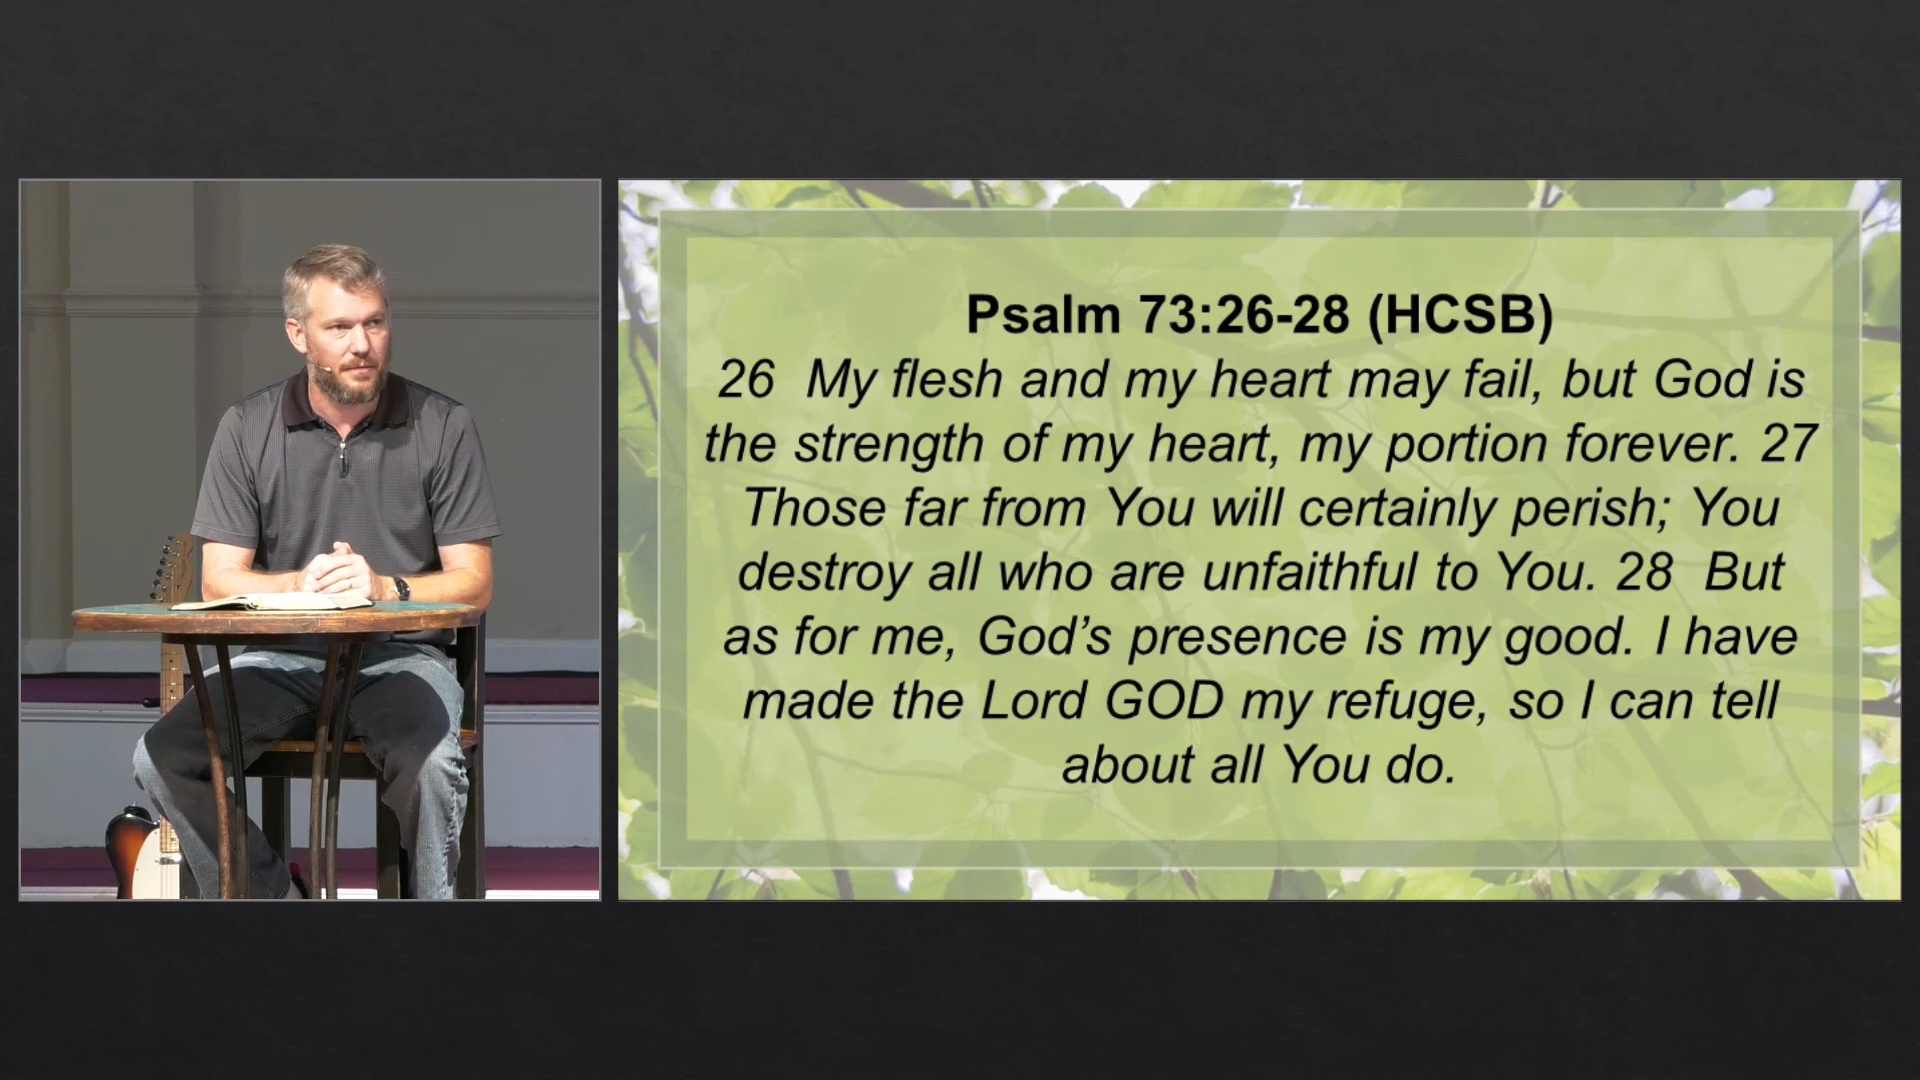 Psalm 73:26-28 (HCSB)
26  My flesh and my heart may fail, but God is
the strength of my heart, my portion forever. 27
Those far from You will certainly perish; You
destroy all who are unfaithful to You. 28  But
as for me, God’s presence is my good. I have
made the Lord GOD my refuge, so I can tell
about all You do.